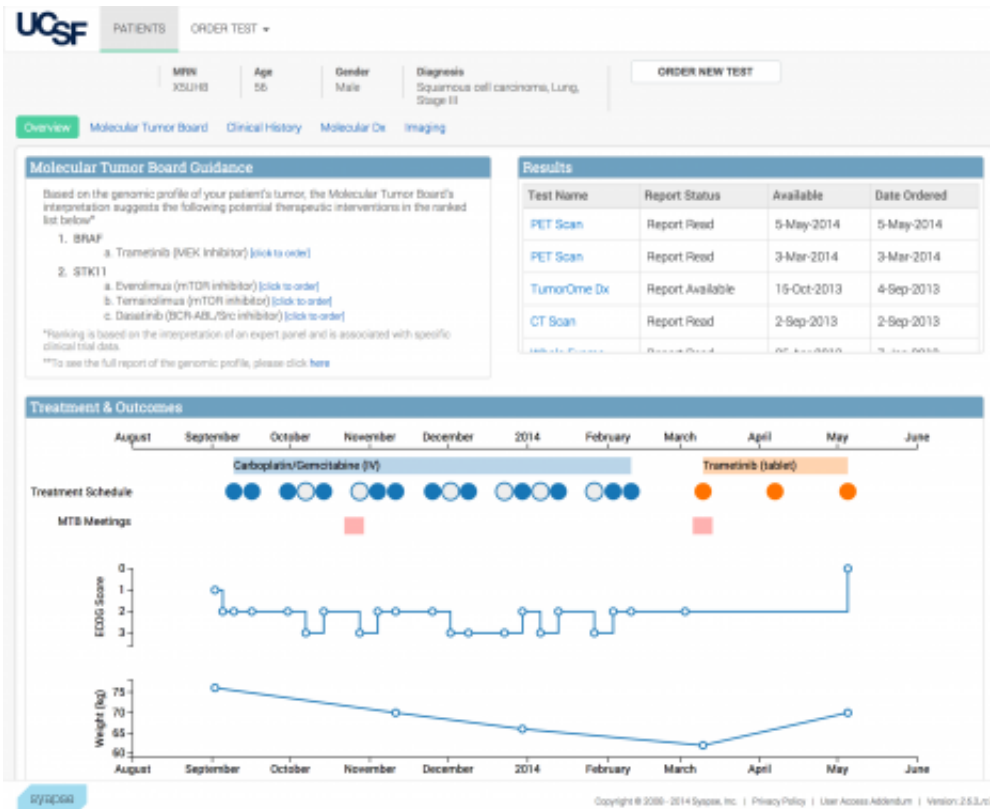 UCSF PATIENTS ORDER TEST
MRN Age Gender Diagnosis ORDER NEW TEST
X5UH8 56 Male Squamous cell carcinoma, Lung,
Stage III
Overview Molecular Tumor Board Clinical History Molecular Dx Imaging
Molecular Tumor Board Guidance
Based on the genomic profile of your patient's tumor, the Molecular Tumor Board's
interpretation suggests the following potential therapeutic interventions in the ranked
list below*
1. BRAF
a. Trametinib (MEK Inhibitor) [click to order]
2. STK11
a. Everolimus (mTOR inhibitor) [click to order]
b. Temsirolimus (mTOR inhibitor) [click to order]
c. Dasatinib (BCR-ABL/Src inhibitor) [click to order]
*Ranking is based on the interpretation of an expert panel and is associated with specific
clinical trial data.
**To see the full report of the genomic profile, please click here
Results
Test Name Report Status Available Date Ordered
PET Scan Report Read 5-May-2014 5-May-2014
PET Scan Report Read 3-Mar-2014 3-Mar-2014
TumorOme Dx Report Available 15-Oct-2013 4-Sep-2013
CT Scan Report Read 2-Sep-2013 2-Sep-2013
Treatment & Outcomes
August September October November December 2014 February March April May June
Carboplatin/Gemcitabine (IV) Trametinib (tablet)
Treatment Schedule
MTB Meetings
ECOG Score
0
1
2
3
Weight (kg)
75
70
65
60
August September October November December 2014 February March April May June
syapse
Copyright © 2008 - 2014 Syapse, Inc. | Privacy Policy | User Access Addendum | Version: 2.5.3